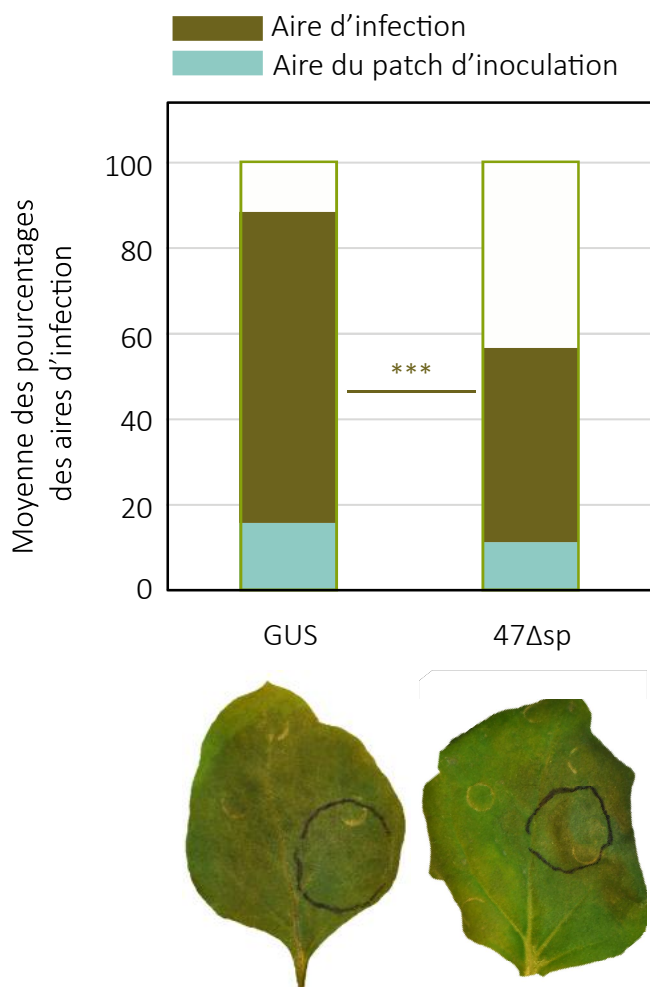 Aire d’infection
Aire du patch d’inoculation
Moyenne des pourcentages
des aires d’infection
100
80
60
40
20
0
***
GUS
47Δsp